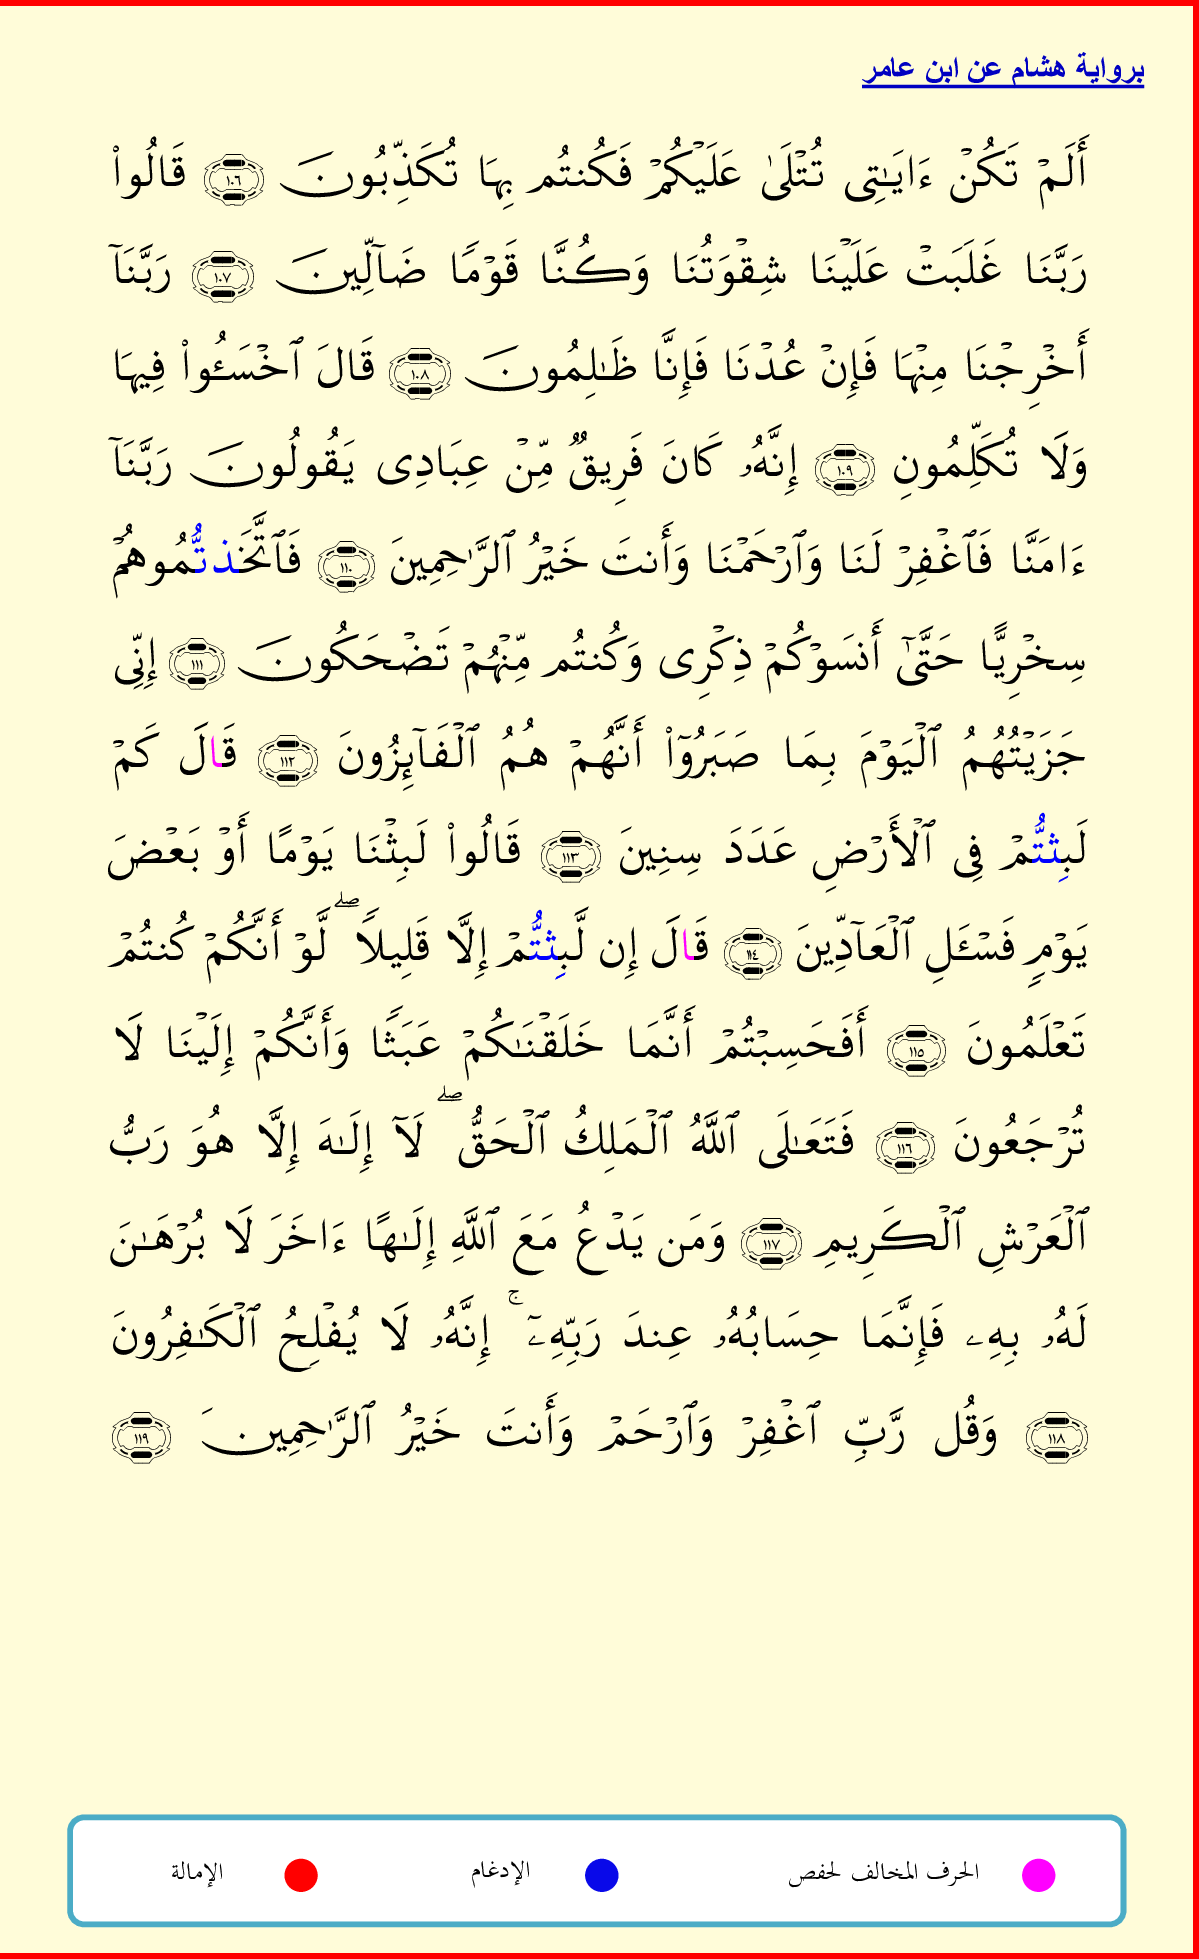 برواية هشام عن ابن عامر
أَلَمۡ تَكُنۡ ءَايَٰتِى تُتۡلَىٰ عَلَيۡكُمۡ فَكُنتُم بِهَا تُكَذِّبُونَ ١٠٦ قَالُواْ
رَبَّنَا غَلَبَتۡ عَلَيۡنَا شِقۡوَتُنَا وَكُنَّا قَوۡمًا ضَآلِّينَ ١٠٧ رَبَّنَآ
أَخۡرِجۡنَا مِنۡهَا فَإِنۡ عُدۡنَا فَإِنَّا ظَٰلِمُونَ ١٠٨ قَالَ ٱخۡسَـُٔواْ فِيهَا
وَلَا تُكَلِّمُونِ ١٠٩ إِنَّهُۥ كَانَ فَرِيقٌ مِّنۡ عِبَادِى يَقُولُونَ رَبَّنَآ
ءَامَنَّا فَٱغۡفِرۡ لَنَا وَٱرۡحَمۡنَا وَأَنتَ خَيۡرُ ٱلرَّٰحِمِينَ ١١٠ فَٱتَّخَذتُّمُوهُمۡ
سِخۡرِيًّا حَتَّىٰٓ أَنسَوۡكُمۡ ذِكۡرِى وَكُنتُم مِّنۡهُمۡ تَضۡحَكُونَ ١١١ إِنِّى
جَزَيۡتُهُمُ ٱلۡيَوۡمَ بِمَا صَبَرُوٓاْ أَنَّهُمۡ هُمُ ٱلۡفَآئِزُونَ ١١٢ قَالَ كَمۡ
لَبِثتُّمۡ فِى ٱلۡأَرۡضِ عَدَدَ سِنِينَ ١١٣ قَالُواْ لَبِثۡنَا يَوۡمًا أَوۡ بَعۡضَ
يَوۡمٍ فَسۡـَٔلِ ٱلۡعَآدِّينَ ١١٤ قَالَ إِن لَّبِثتُّمۡ إِلَّا قَلِيلًاۖ لَّوۡ أَنَّكُمۡ كُنتُمۡ
تَعۡلَمُونَ ١١٥ أَفَحَسِبۡتُمۡ أَنَّمَا خَلَقۡنَٰكُمۡ عَبَثًا وَأَنَّكُمۡ إِلَيۡنَا لَا
تُرۡجَعُونَ ١١٦ فَتَعَٰلَى ٱللَّهُ ٱلۡمَلِكُ ٱلۡحَقُّۖ لَآ إِلَٰهَ إِلَّا هُوَ رَبُّ
ٱلۡعَرۡشِ ٱلۡكَرِيمِ ١١٧ وَمَن يَدۡعُ مَعَ ٱللَّهِ إِلَٰهًا ءَاخَرَ لَا بُرۡهَٰنَ
لَهُۥ بِهِۦ فَإِنَّمَا حِسَابُهُۥ عِندَ رَبِّهِۦٓۚ إِنَّهُۥ لَا يُفۡلِحُ ٱلۡكَٰفِرُونَ
١١٨ وَقُل رَّبِّ ٱغۡفِرۡ وَٱرۡحَمۡ وَأَنتَ خَيۡرُ ٱلرَّٰحِمِينَ ١١٩
الحرف المخالف لحفص الإدغام الإمالة